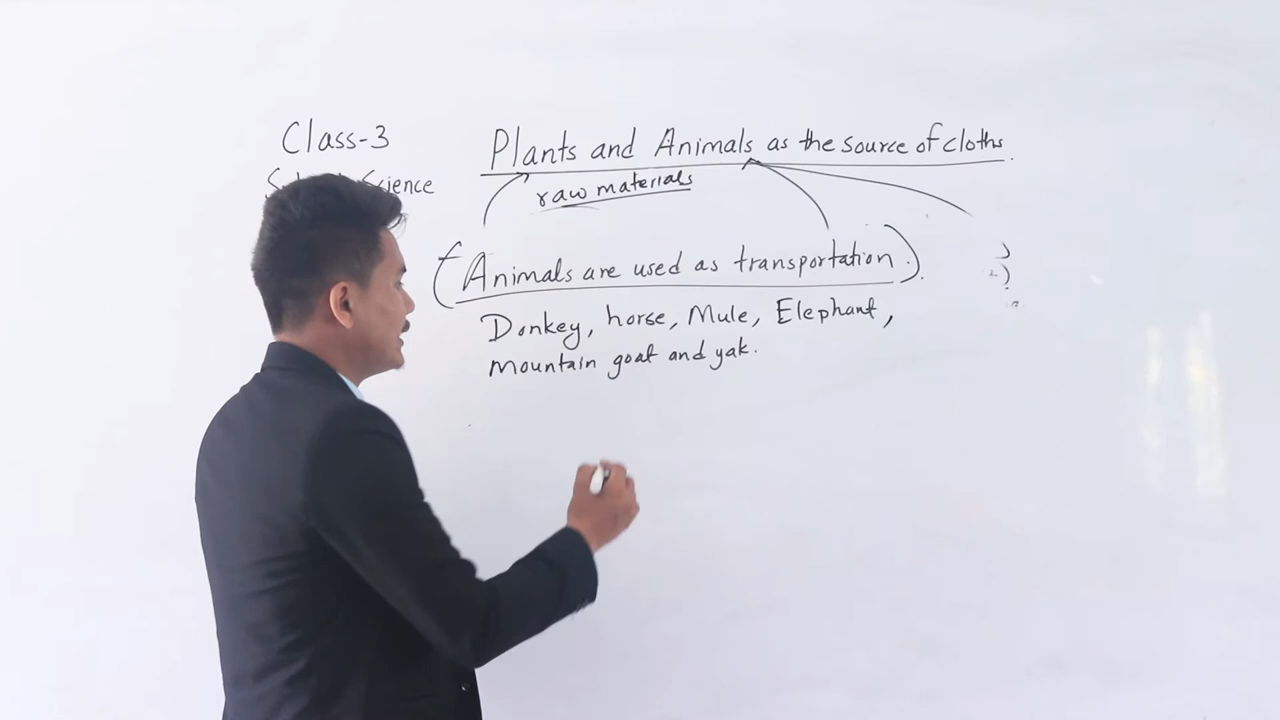 Class-3
Science
Plants and Animals as the source of cloths.
raw materials
(Animals are used as transportation.).
Donkey, horse, Mule, Elephant,
mountain goat and yak.